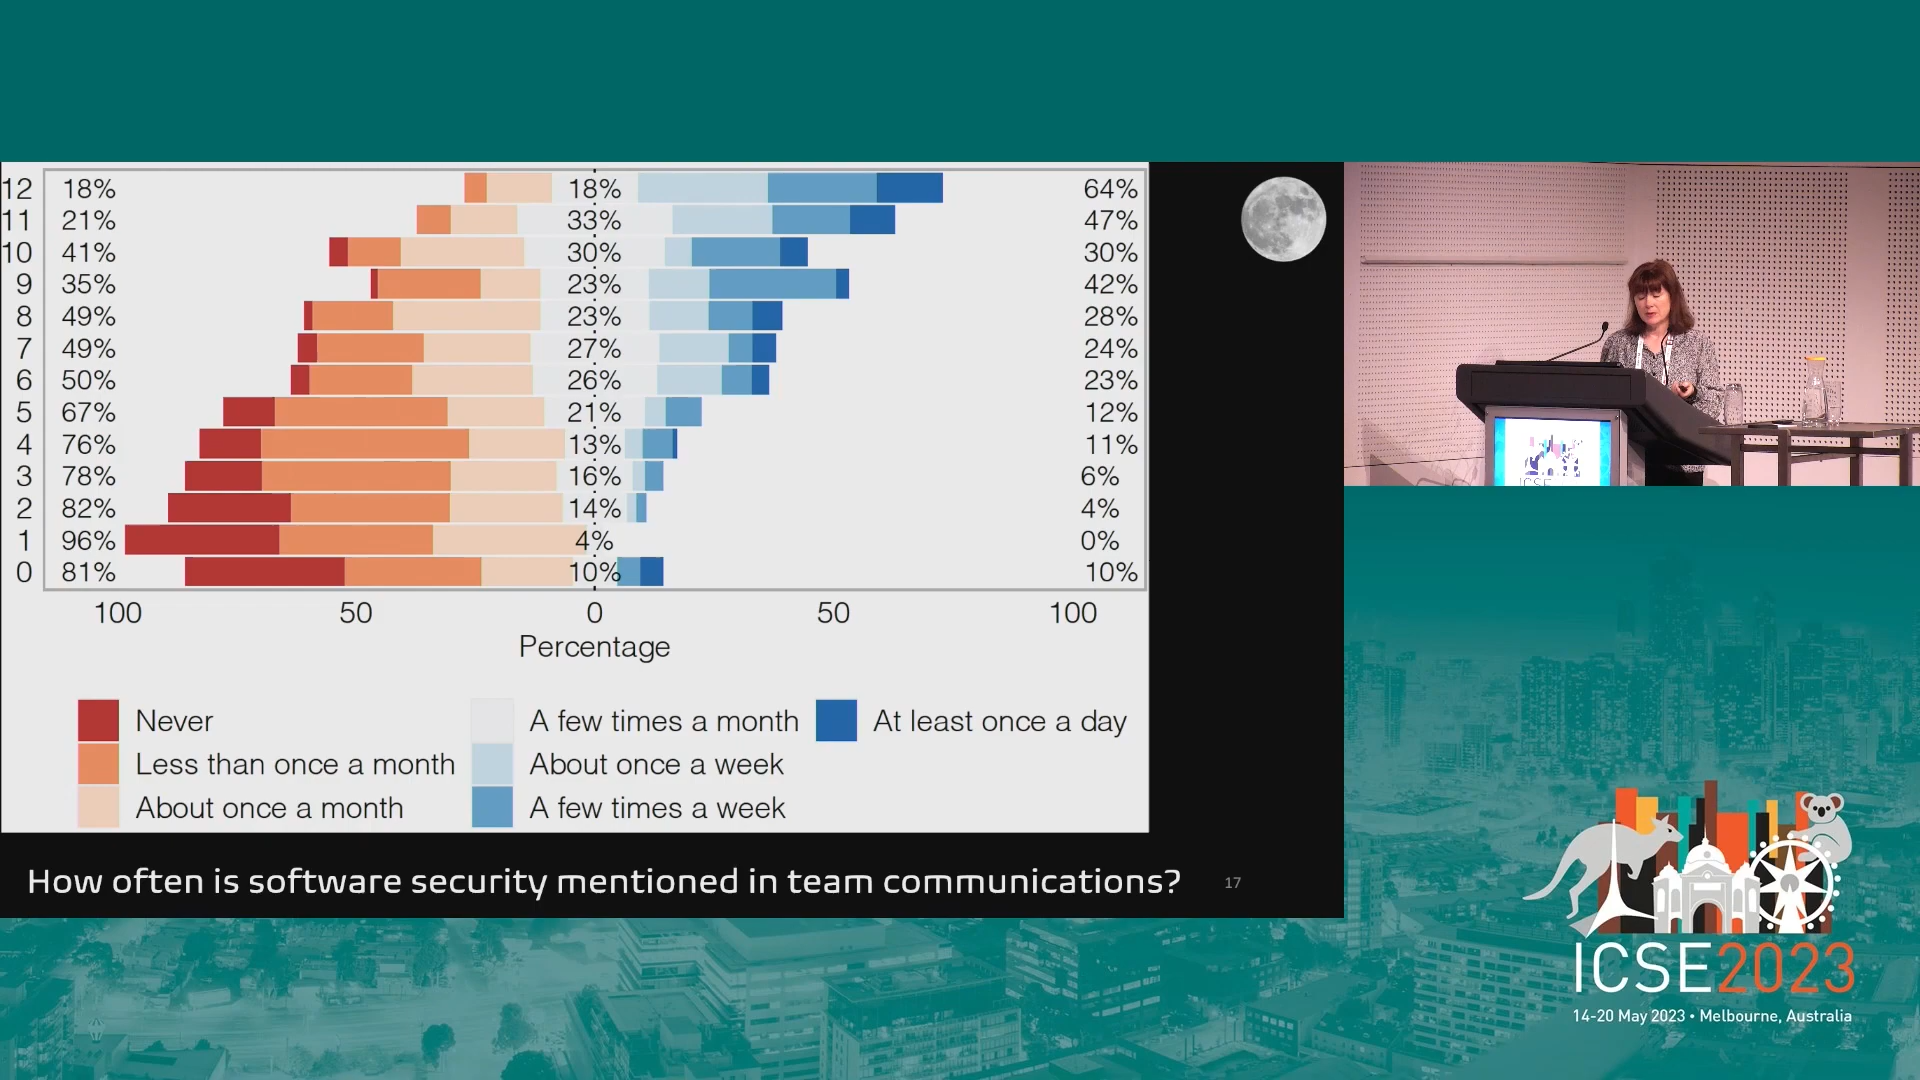 12 18% 18% 64%
11 21% 33% 47%
10 41% 30% 30%
9 35% 23% 42%
8 49% 23% 28%
7 49% 27% 24%
6 50% 26% 23%
5 67% 21% 12%
4 76% 13% 11%
3 78% 16% 6%
2 82% 14% 4%
1 96% 4% 0%
0 81% 10% 10%
100 50 0 50 100
Percentage
Never
Less than once a month
About once a month
A few times a month
About once a week
A few times a week
At least once a day
How often is software security mentioned in team communications?
17
ICSE
ICSE2023
14-20 May 2023 • Melbourne, Australia